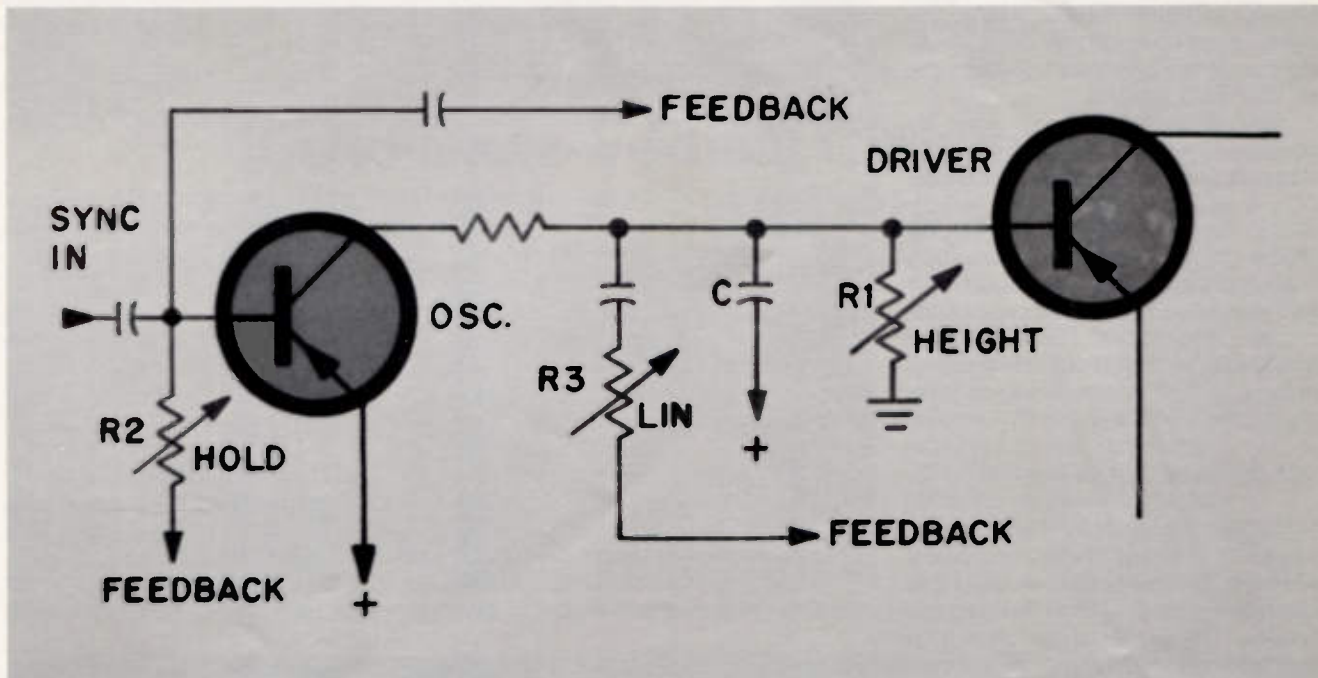 FEEDBACK
DRIVER
SYNC
IN
OSC.
C
R1
HEIGHT
R3
LIN
R2
HOLD
+
FEEDBACK
FEEDBACK
+